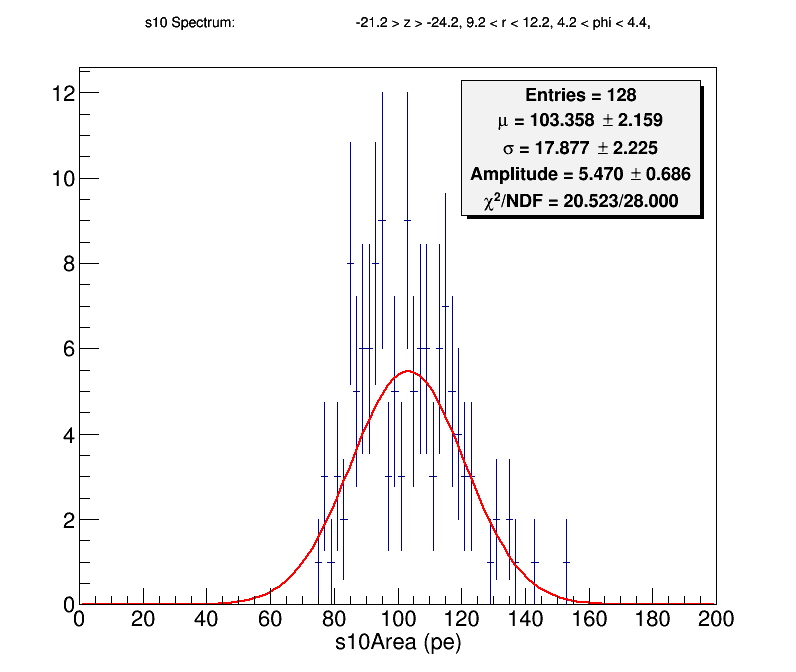 s10 Spectrum: -21.2 > z > -24.2, 9.2 < r < 12.2, 4.2 < phi < 4.4,
Entries = 128
μ = 103.358 ± 2.159
σ = 17.877 ± 2.225
Amplitude = 5.470 ± 0.686
χ²/NDF = 20.523/28.000
12
10
8
6
4
2
0
0 20 40 60 80 100 120 140 160 180 200
s10Area (pe)